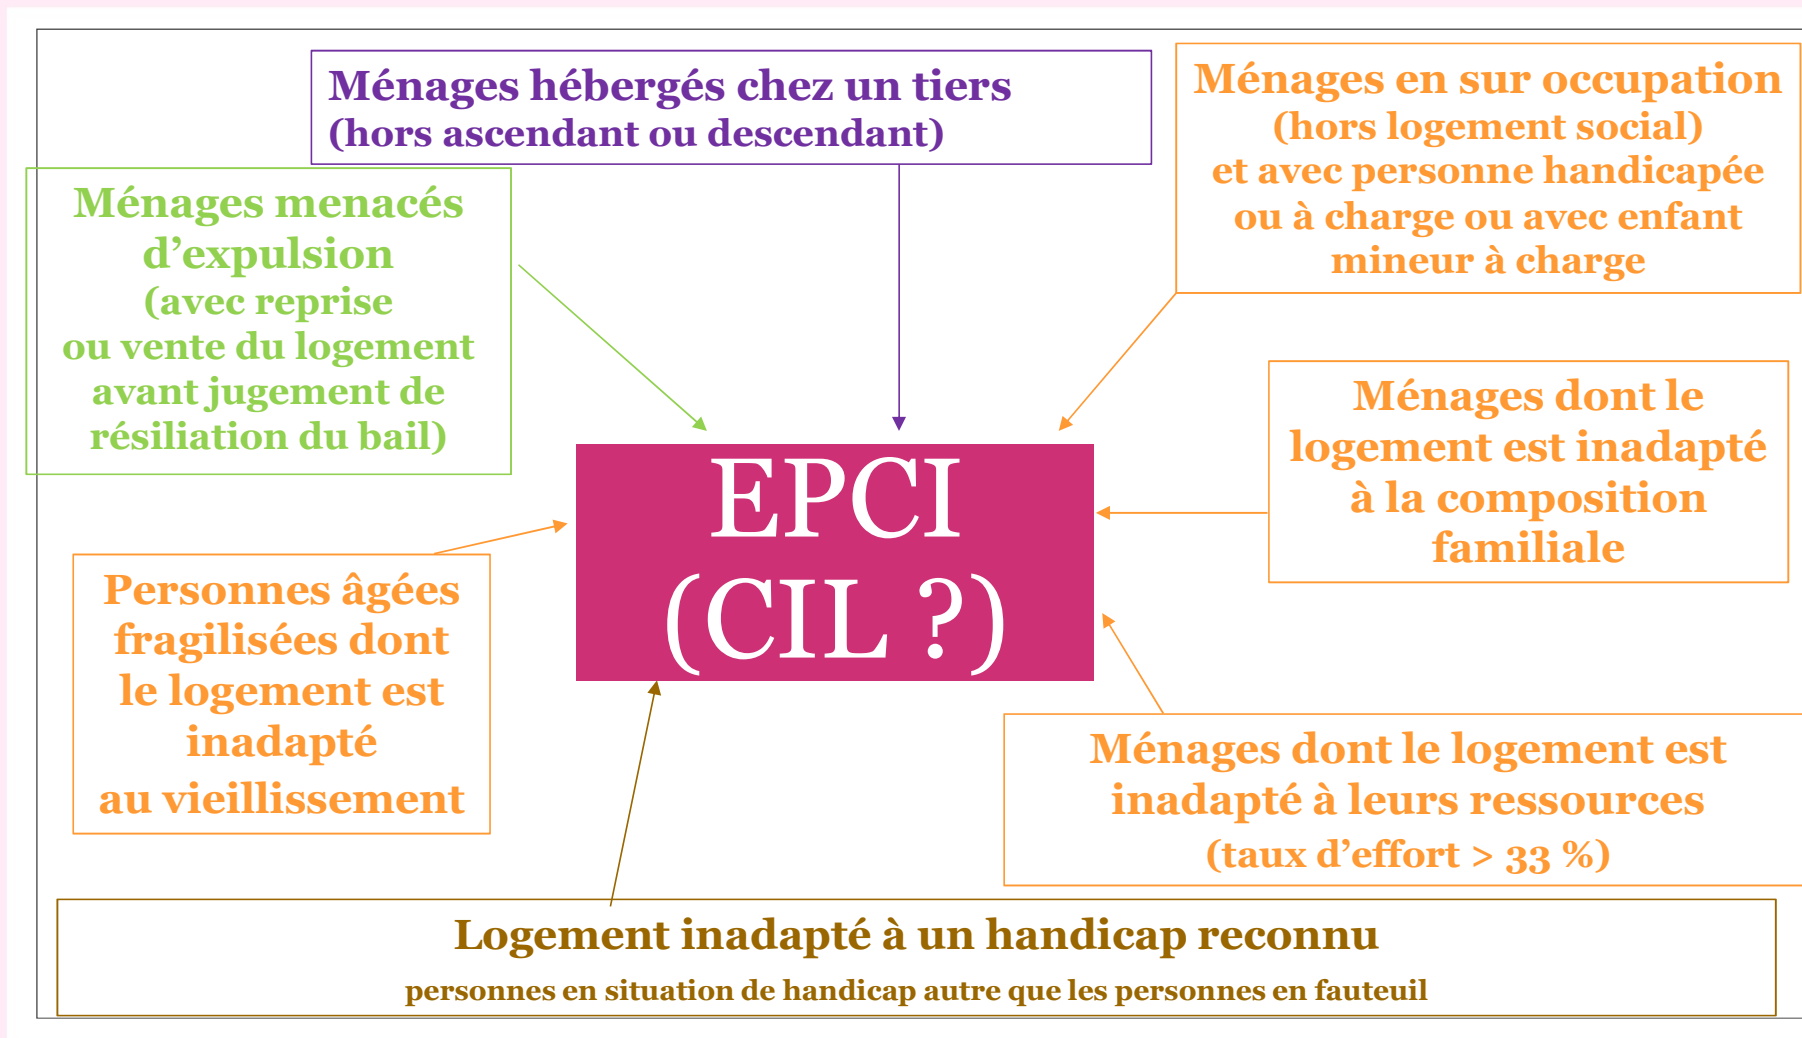 Ménages hébergés chez un tiers
(hors ascendant ou descendant)
Ménages en sur occupation
(hors logement social)
et avec personne handicapée
ou à charge ou avec enfant
mineur à charge
Ménages menacés
d’expulsion
(avec reprise
ou vente du logement
avant jugement de
résiliation du bail)
Ménages dont le
logement est inadapté
à la composition
familiale
EPCI
(CIL ?)
Personnes âgées
fragilisées dont
le logement est
inadapté
au vieillissement
Ménages dont le logement est
inadapté à leurs ressources
(taux d’effort > 33 %)
Logement inadapté à un handicap reconnu
personnes en situation de handicap autre que les personnes en fauteuil